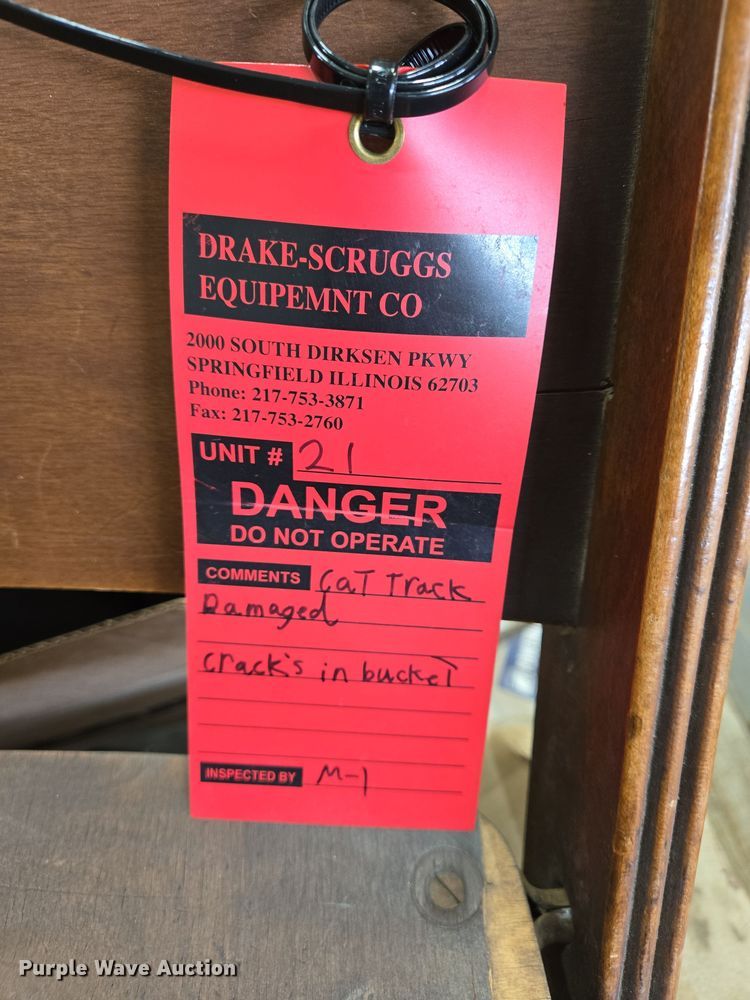 DRAKE-SCRUGGS
EQUIPEMNT CO
2000 SOUTH DIRKSEN PKWY
SPRINGFIELD ILLINOIS 62703
Phone: 217-753-3871
Fax: 217-753-2760
UNIT # 21
DANGER
DO NOT OPERATE
COMMENTS CaT Track
Damaged
crack's in bucket
INSPECTED BY M-1
Purple Wave Auction